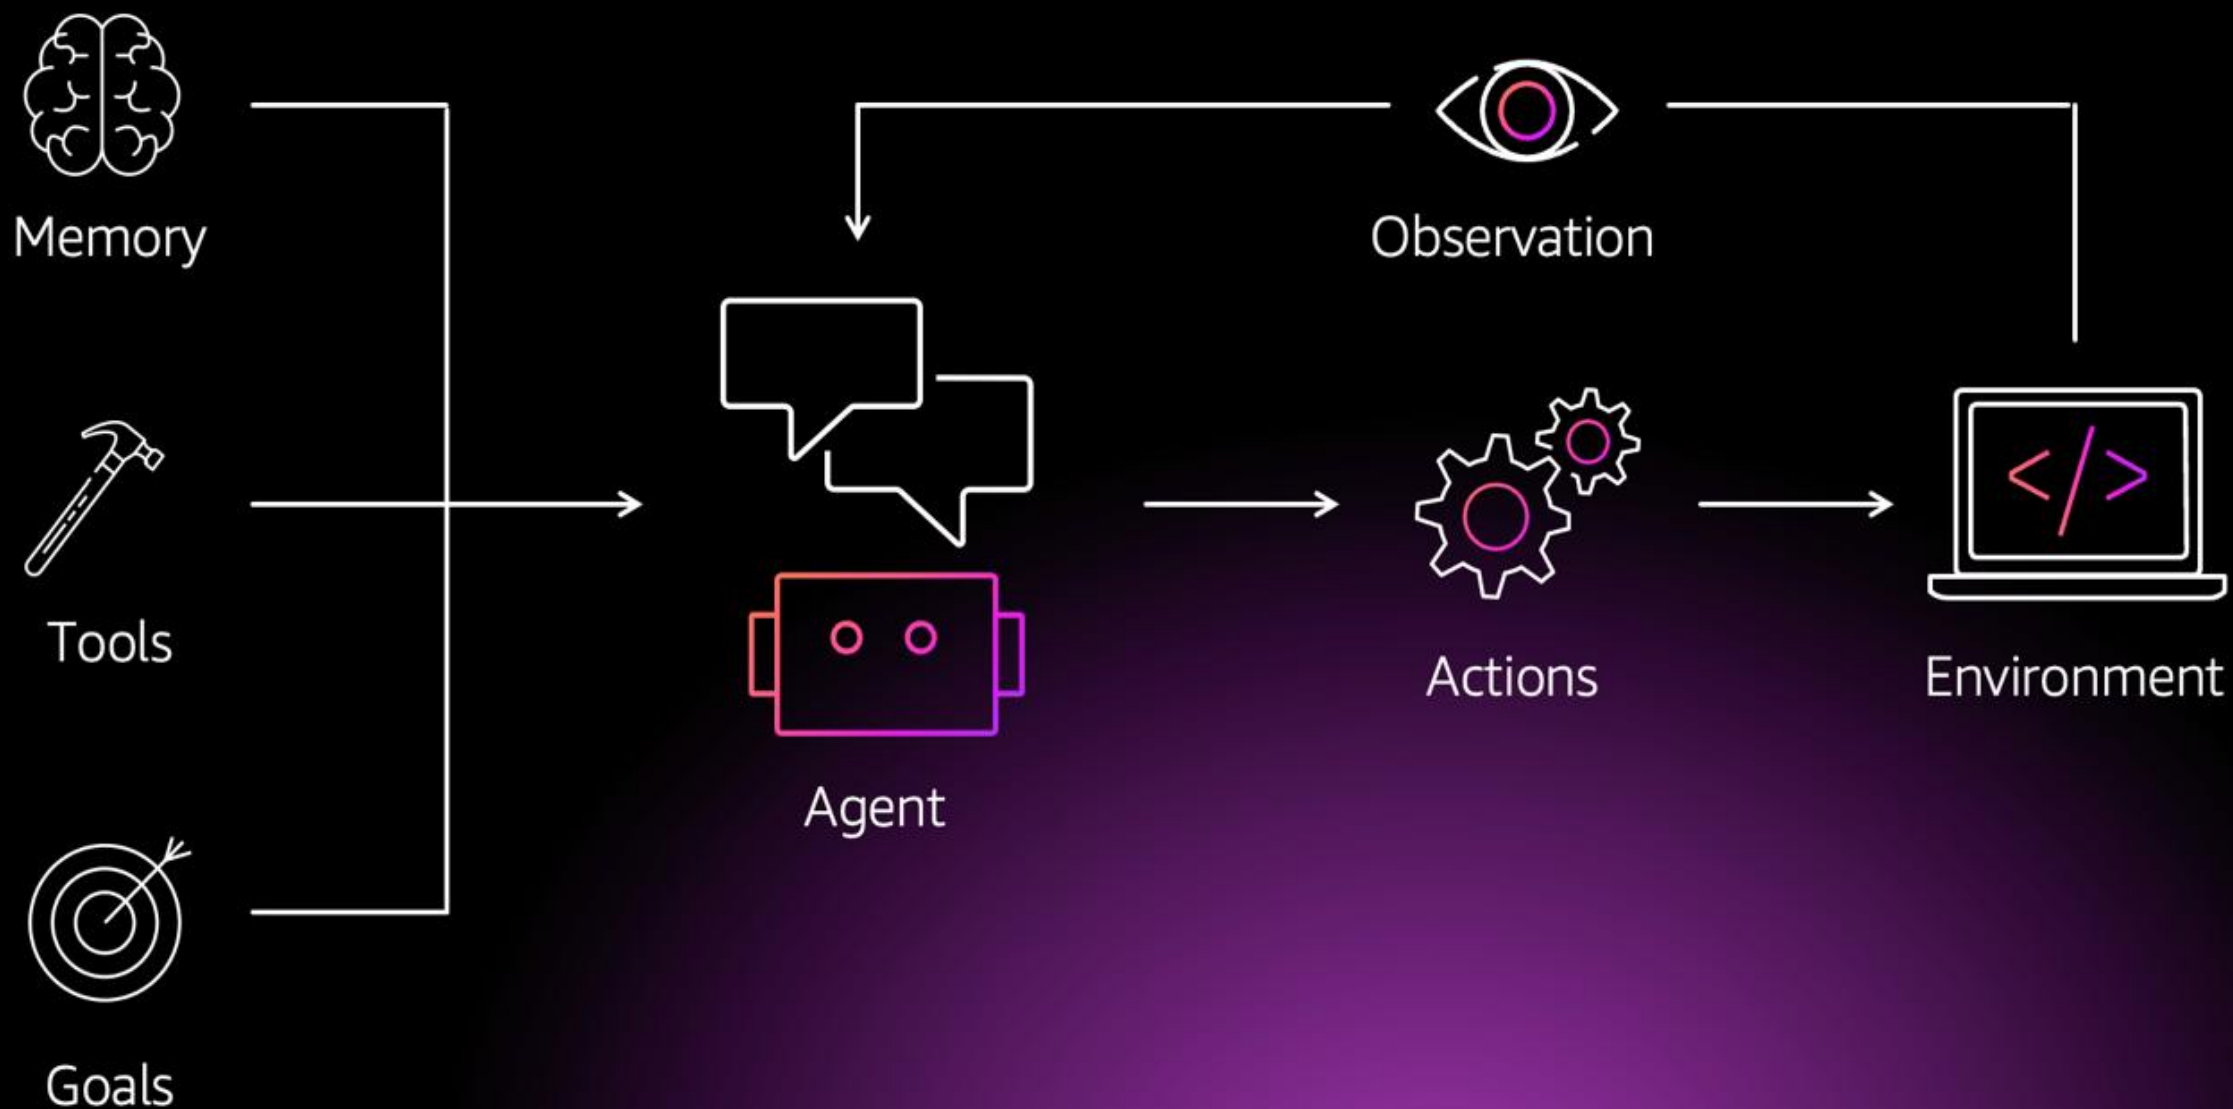 Memory
Observation
Tools
Agent
Actions
Environment
Goals